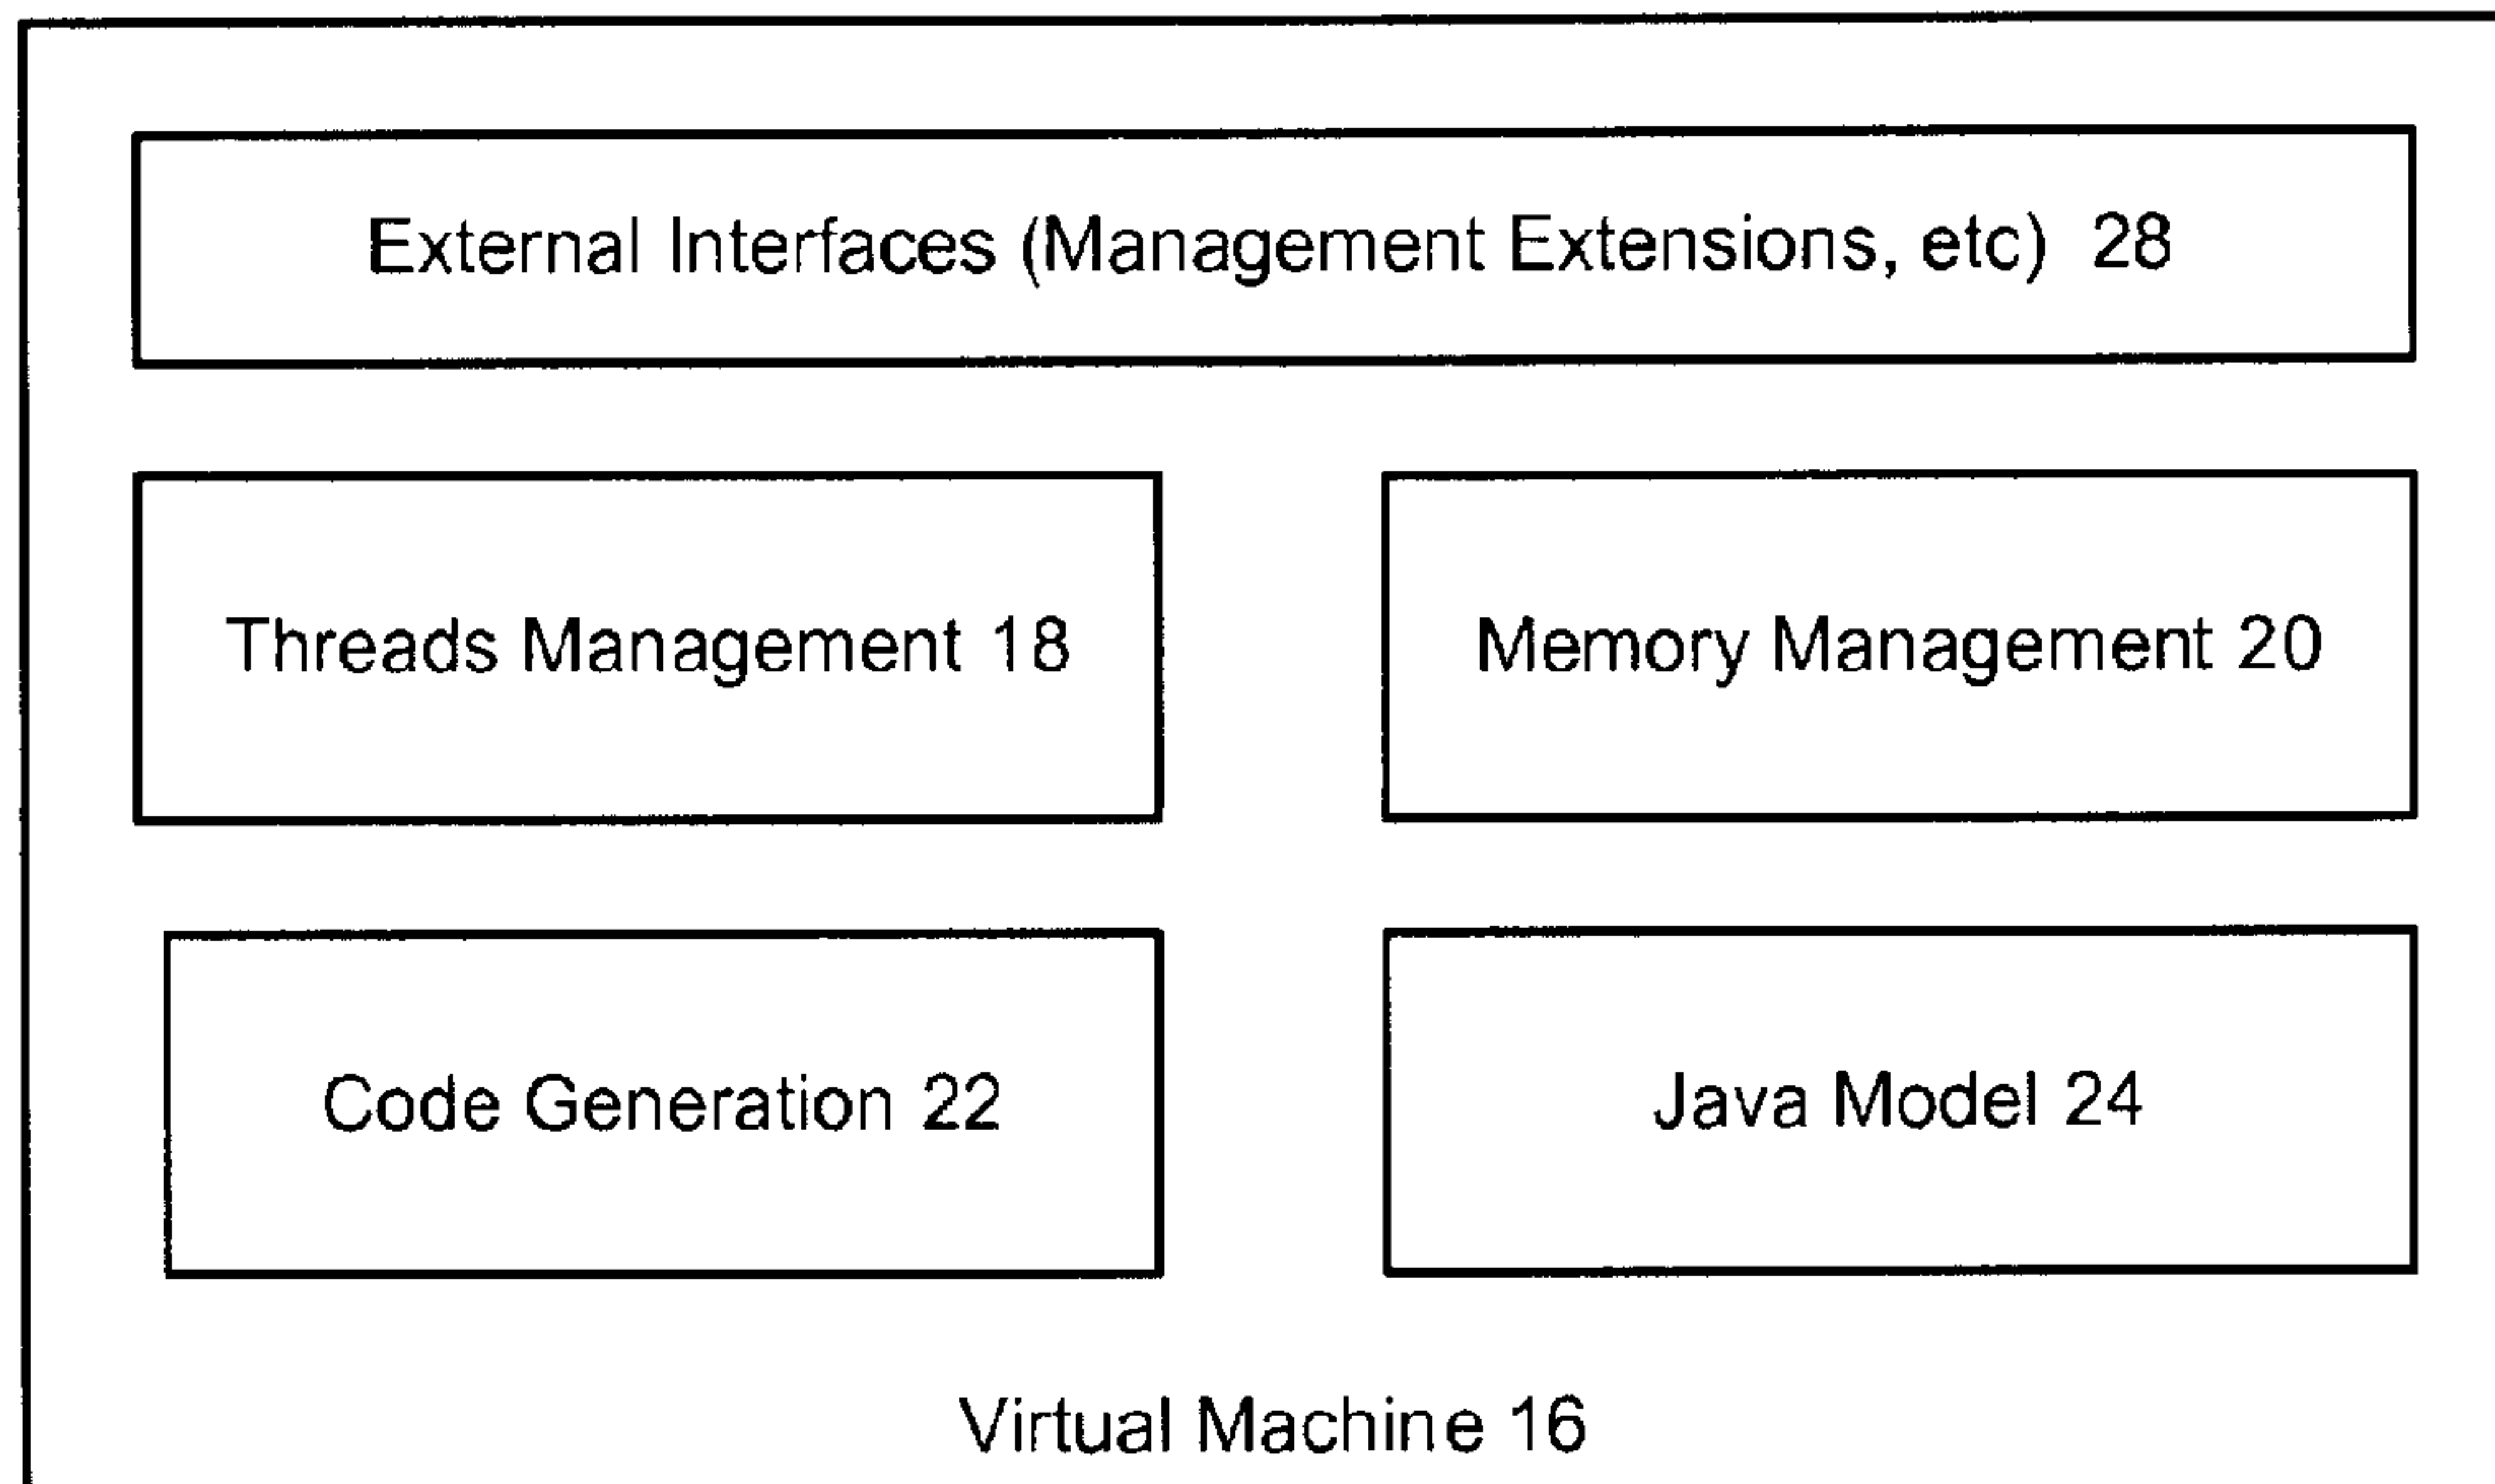 External Interfaces (Management Extensions, etc)  28
Threads Management 18
Memory Management 20
Code Generation 22
Java Model 24
Virtual Machine 16